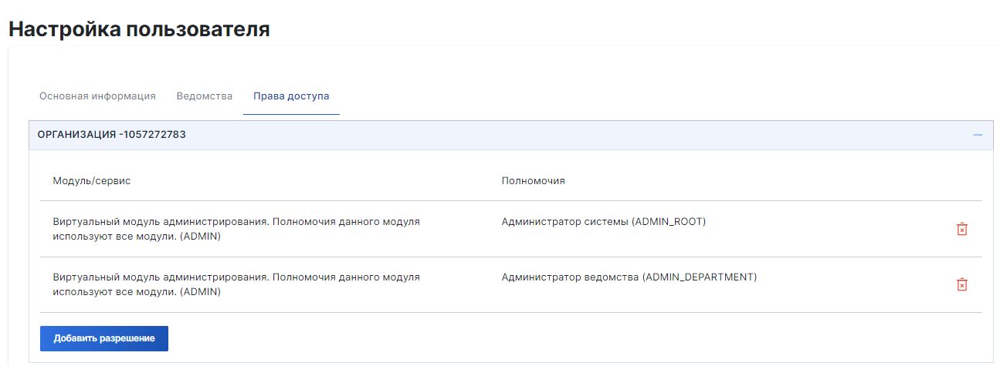 Настройка пользователя
Основная информация Ведомства Права доступа
ОРГАНИЗАЦИЯ -1057272783
Модуль/сервис Полномочия
Виртуальный модуль администрирования. Полномочия данного модуля Администратор системы (ADMIN_ROOT)
используют все модули. (ADMIN)
Виртуальный модуль администрирования. Полномочия данного модуля Администратор ведомства (ADMIN_DEPARTMENT)
используют все модули. (ADMIN)
Добавить разрешение